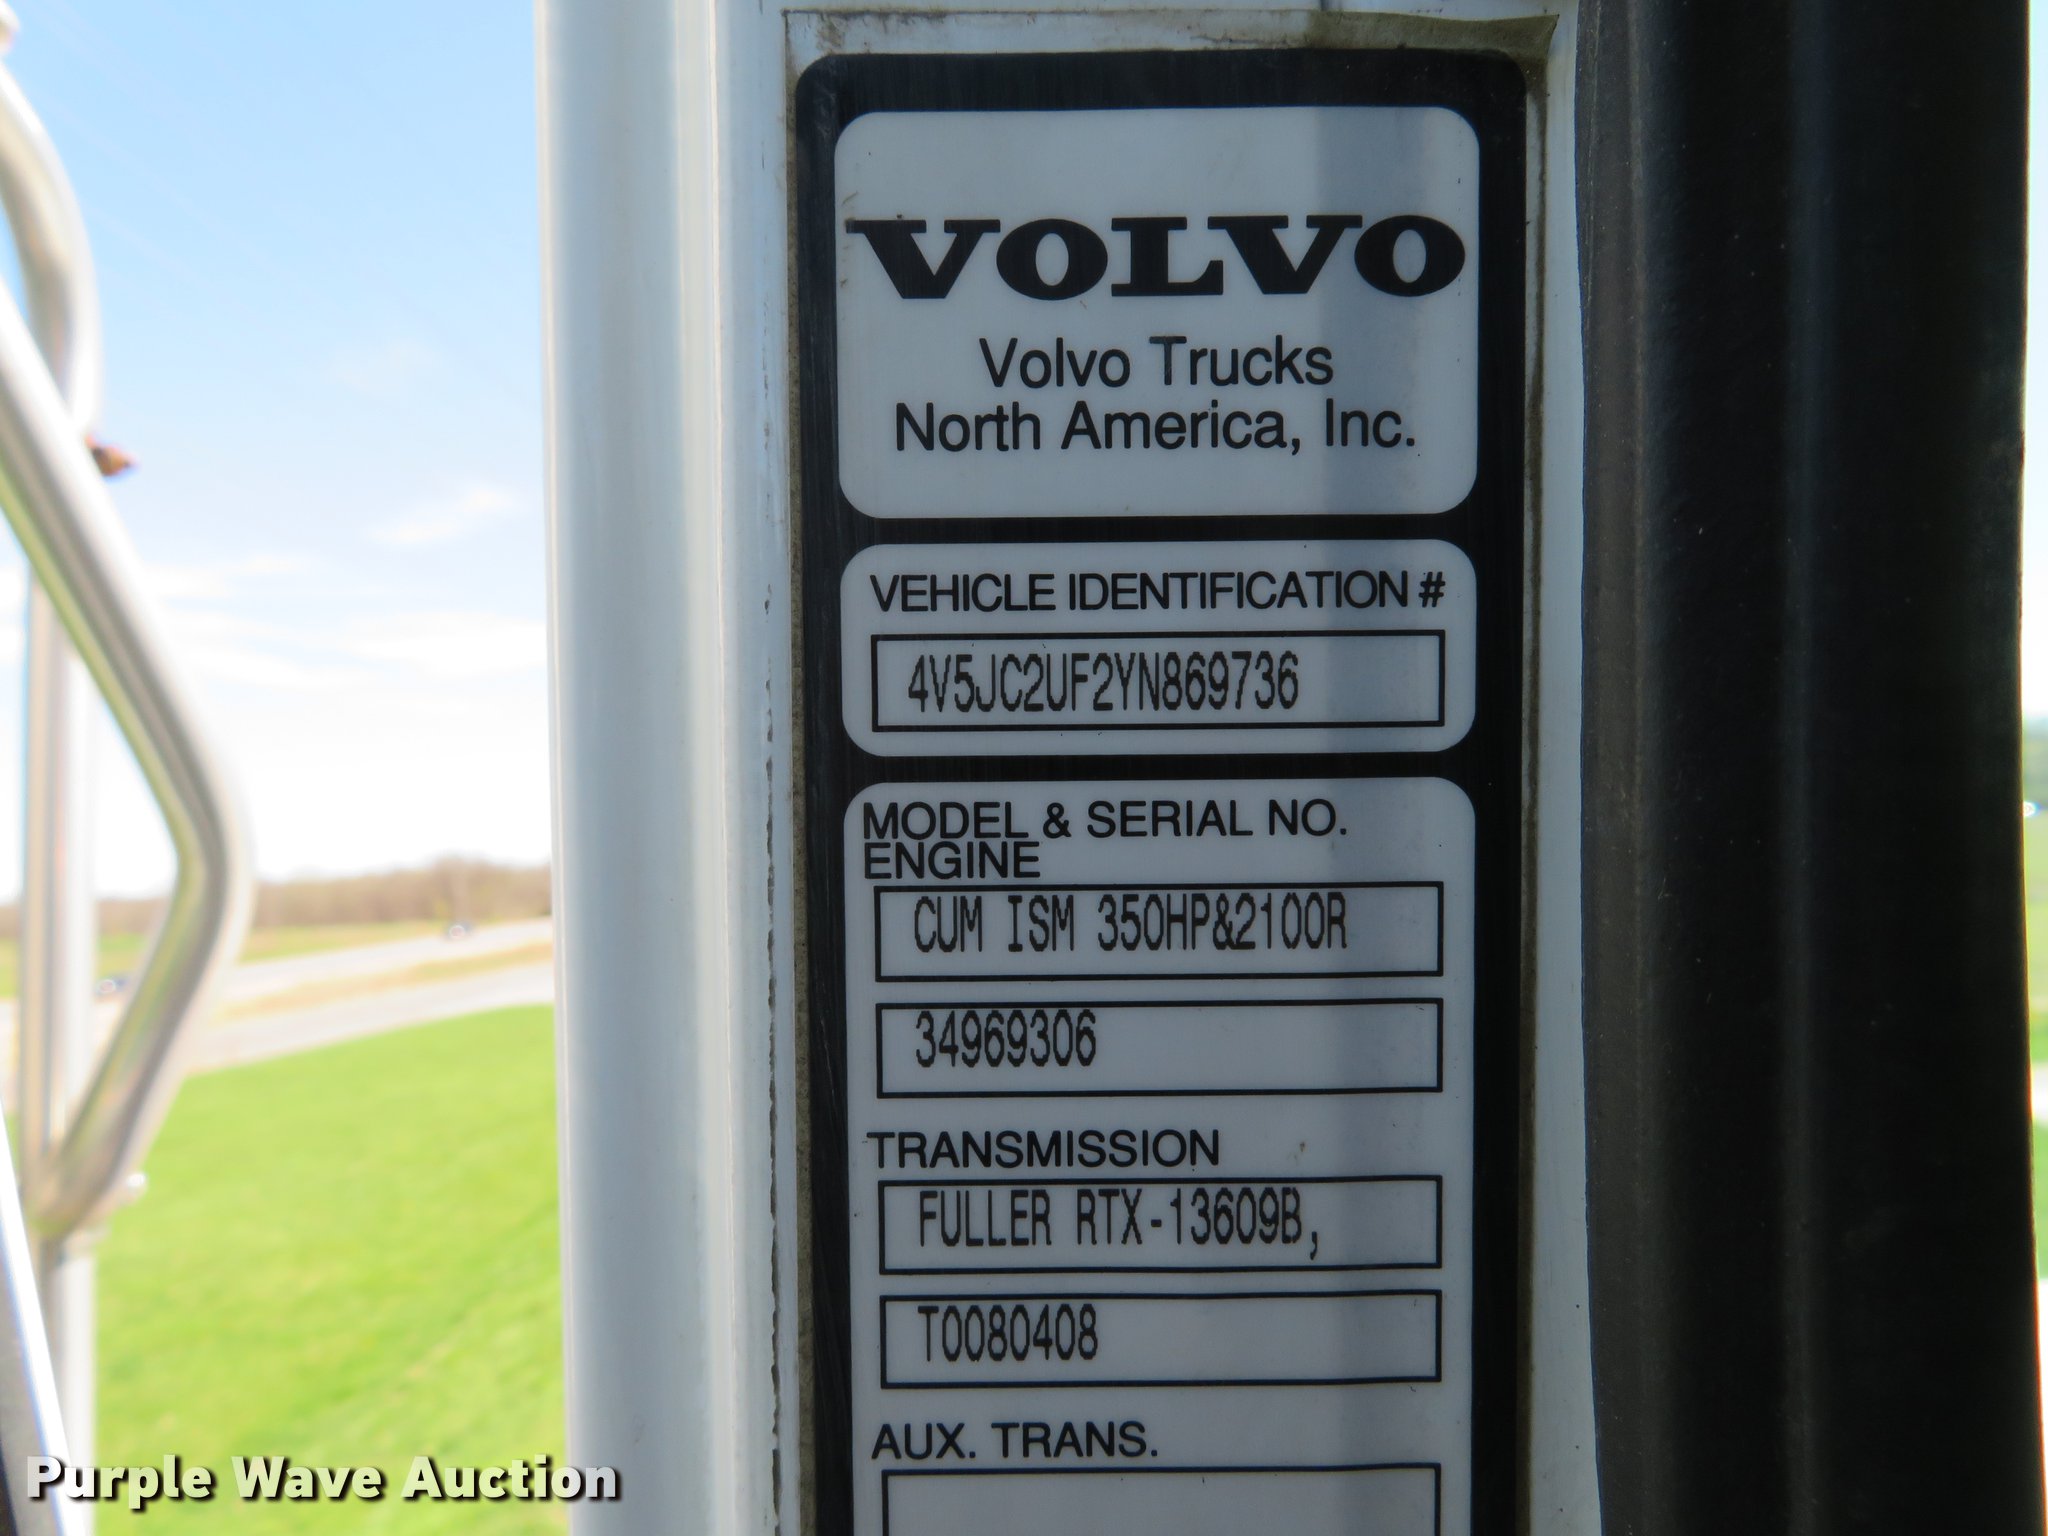 VOLVO
Volvo Trucks
North America, Inc.
VEHICLE IDENTIFICATION #
4V5JC2UF2YN869736
MODEL & SERIAL NO.
ENGINE
CUM ISM 350HP&2100R
34969306
TRANSMISSION
FULLER RTX-13609B,
T0080408
AUX. TRANS.
Purple Wave Auction